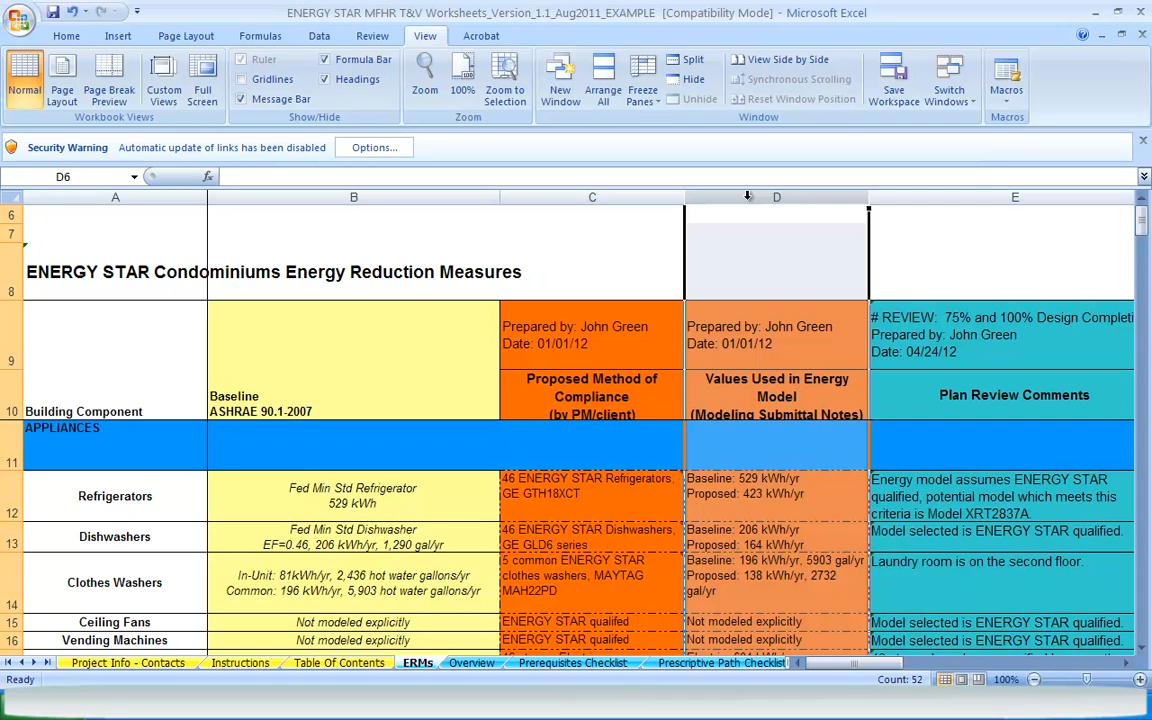 ENERGY STAR MFHR T&V Worksheets_Version_1.1_Aug2011_EXAMPLE [Compatibility Mode] - Microsoft Excel
Home Insert Page Layout Formulas Data Review View Acrobat
Normal
Page Layout
Page Break Preview
Custom Views
Full Screen
Ruler
Gridlines
Message Bar
Formula Bar
Headings
Zoom
100%
Zoom to Selection
New Window
Arrange All
Freeze Panes
Split
Hide
Unhide
View Side by Side
Synchronous Scrolling
Reset Window Position
Save Workspace
Switch Windows
Macros
Workbook Views Show/Hide Zoom Window Macros
Security Warning Automatic update of links has been disabled Options...
D6 fx
A B C D E
6
7
8 ENERGY STAR Condominiums Energy Reduction Measures
9
Prepared by: John Green
Date: 01/01/12
Prepared by: John Green
Date: 01/01/12
# REVIEW: 75% and 100% Design Completi
Prepared by: John Green
Date: 04/24/12
10 Building Component
Baseline
ASHRAE 90.1-2007
Proposed Method of
Compliance
(by PM/client)
Values Used in Energy
Model
(Modeling Submittal Notes)
Plan Review Comments
11 APPLIANCES
12 Refrigerators
Fed Min Std Refrigerator
529 kWh
46 ENERGY STAR Refrigerators,
GE GTH18XCT
Baseline: 529 kWh/yr
Proposed: 423 kWh/yr
Energy model assumes ENERGY STAR
qualified, potential model which meets this
criteria is Model XRT2837A.
13 Dishwashers
Fed Min Std Dishwasher
EF=0.46, 206 kWh/yr, 1,290 gal/yr
46 ENERGY STAR Dishwashers,
GE GLD6 series
Baseline: 206 kWh/yr
Proposed: 164 kWh/yr
Model selected is ENERGY STAR qualified.
14 Clothes Washers
In-Unit: 81kWh/yr, 2,436 hot water gallons/yr
Common: 196 kWh/yr, 5,903 hot water gallons/yr
5 common ENERGY STAR
clothes washers, MAYTAG
MAH22PD
Baseline: 196 kWh/yr, 5903 gal/yr
Proposed: 138 kWh/yr, 2732
gal/yr
Laundry room is on the second floor.
15 Ceiling Fans Not modeled explicitly ENERGY STAR qualifed Not modeled explicitly Model selected is ENERGY STAR qualified.
16 Vending Machines Not modeled explicitly ENERGY STAR qualified Not modeled explicitly Model selected is ENERGY STAR qualified.
Project Info - Contacts Instructions Table Of Contents ERMs Overview Prerequisites Checklist Prescriptive Path Checklist
Ready Count: 52 100%